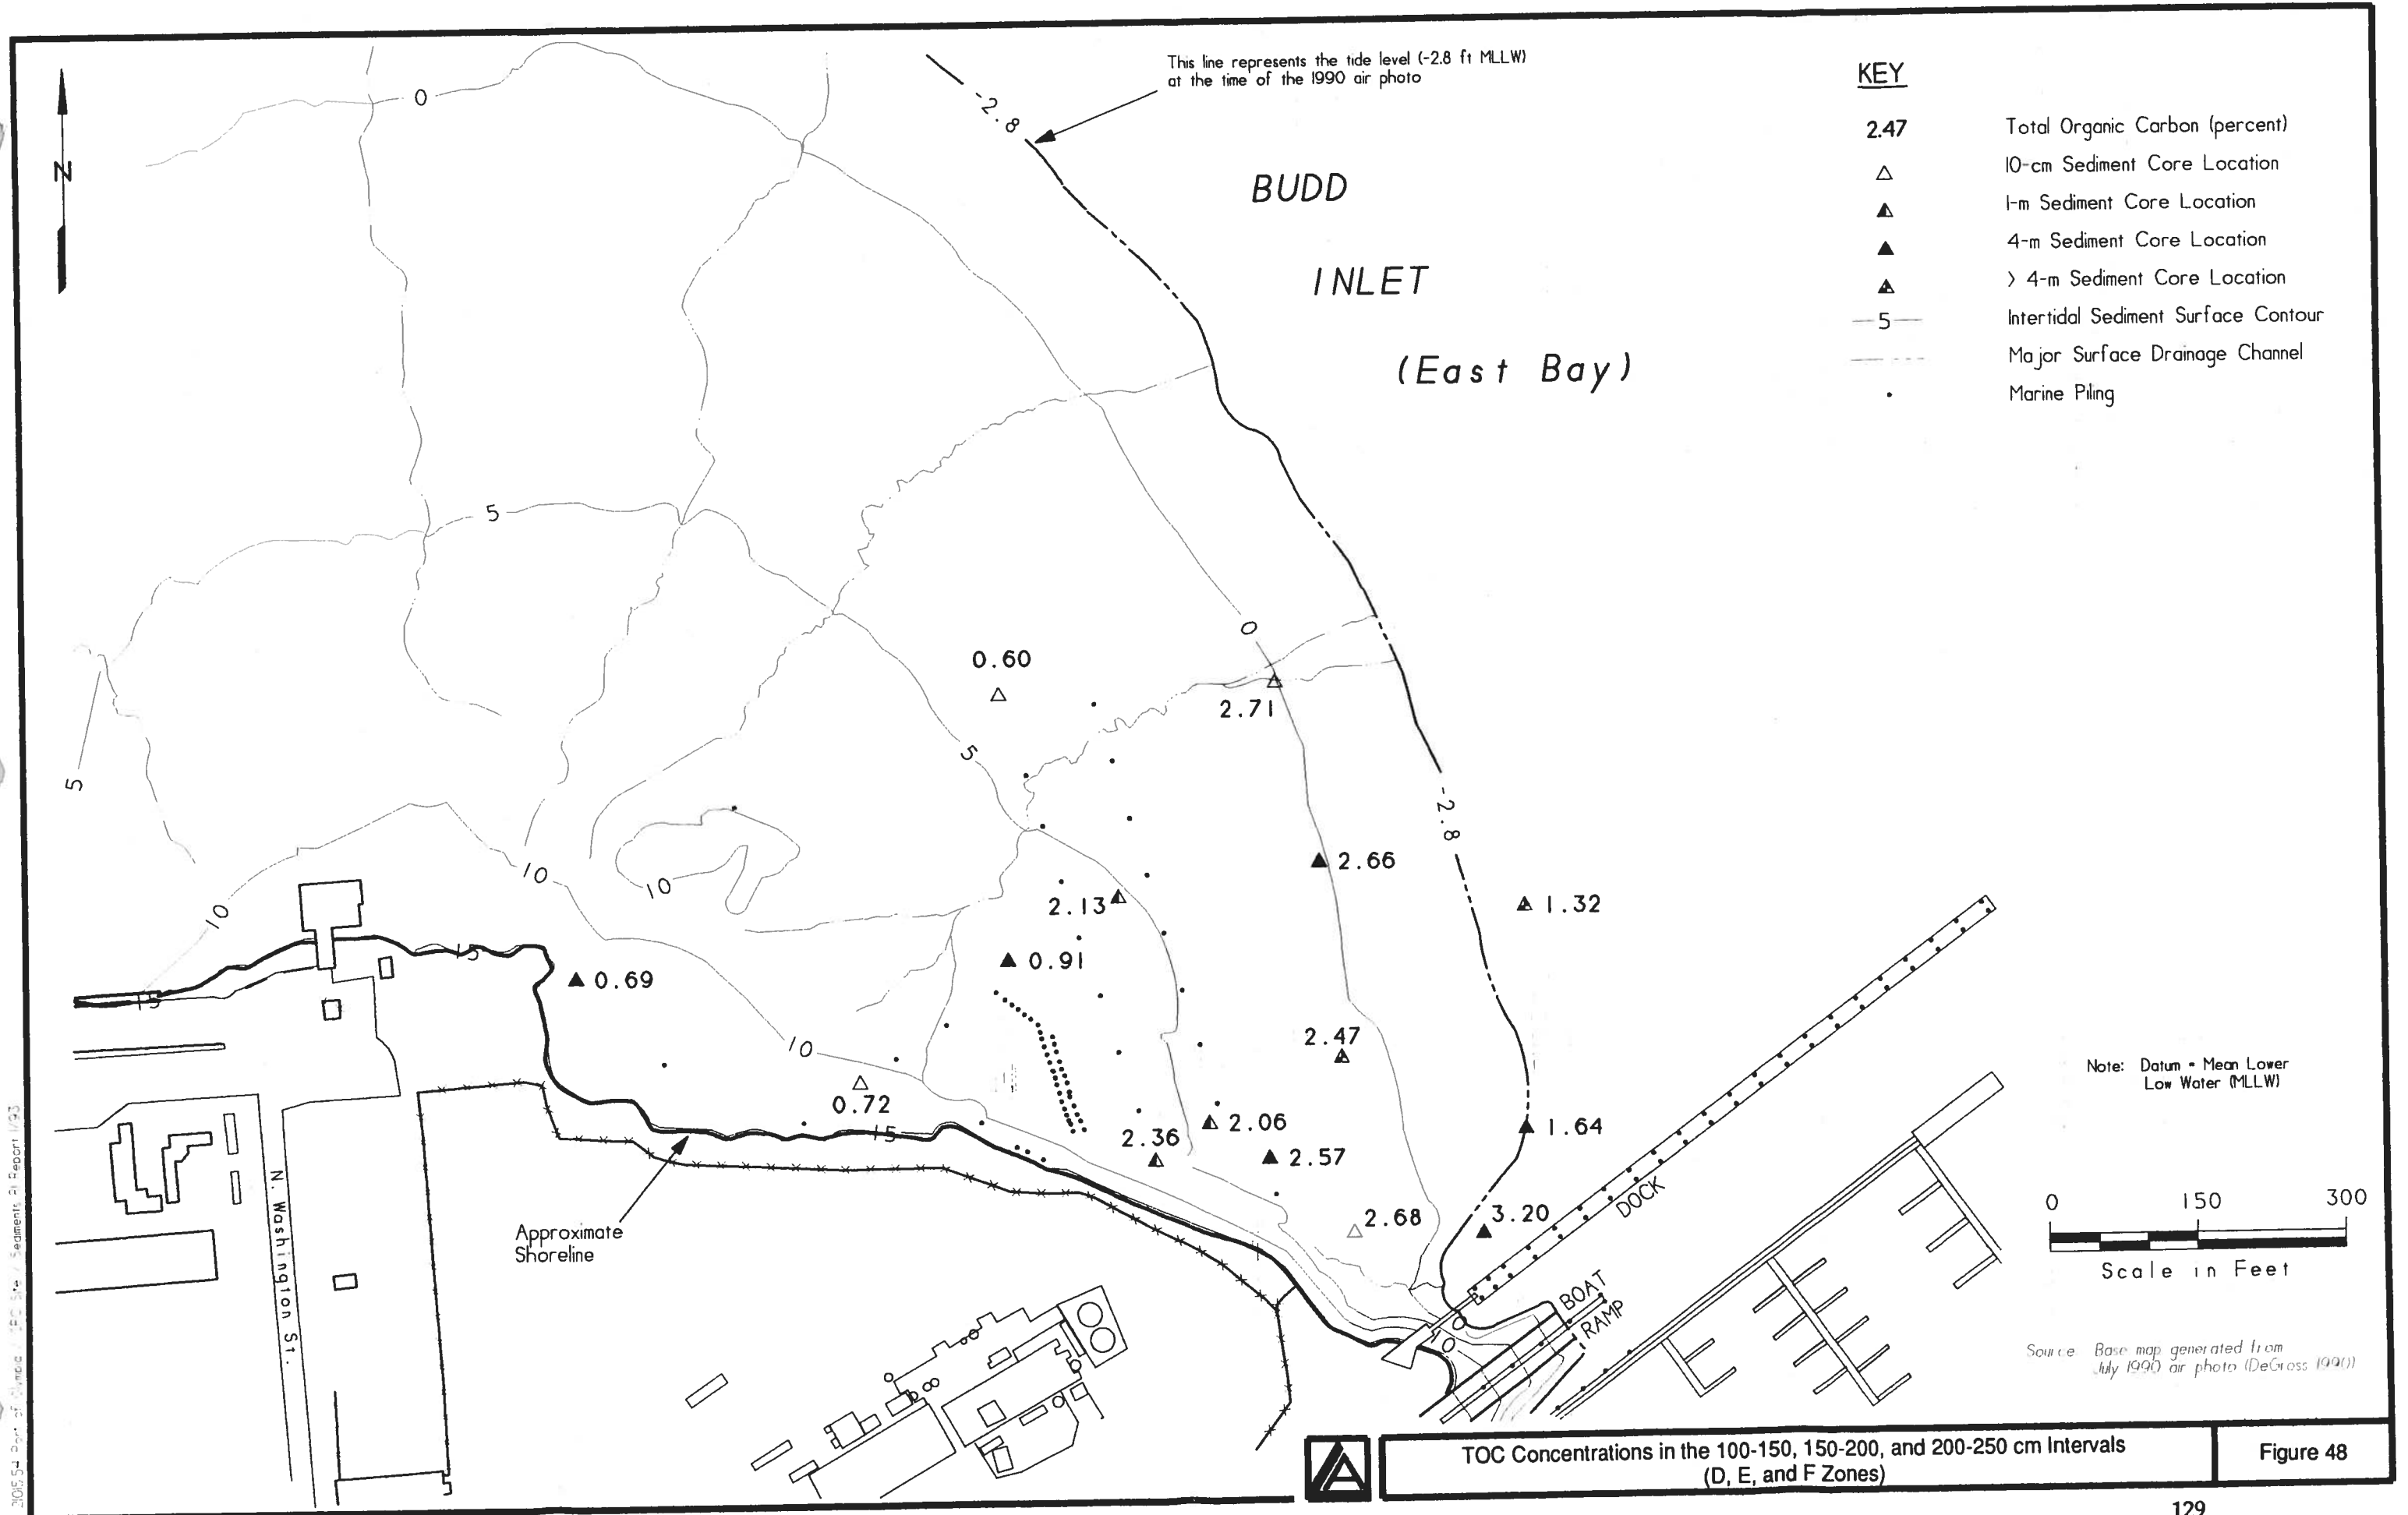 This line represents the tide level (-2.8 ft MLLW)
at the time of the 1990 air photo
N
0
-2.8
BUDD
INLET
(East Bay)
KEY
2.47 Total Organic Carbon (percent)
10-cm Sediment Core Location
1-m Sediment Core Location
4-m Sediment Core Location
> 4-m Sediment Core Location
5 Intertidal Sediment Surface Contour
Major Surface Drainage Channel
Marine Piling
5
0
0.60
2.71
5
5
-2.8
10
10
10
2.66
2.13
1.32
15
0.91
0.69
15
2.47
10
0.72
15
2.36
2.06
1.64
2.57
2.68
3.20
Approximate
Shoreline
N. Washington St.
DOCK
BOAT
RAMP
0
10
Note: Datum = Mean Lower
Low Water (MLLW)
0 150 300
Scale in Feet
Source Base map generated from
July 1990 air photo (DeGross 1990)
TOC Concentrations in the 100-150, 150-200, and 200-250 cm Intervals
(D, E, and F Zones)
Figure 48
129